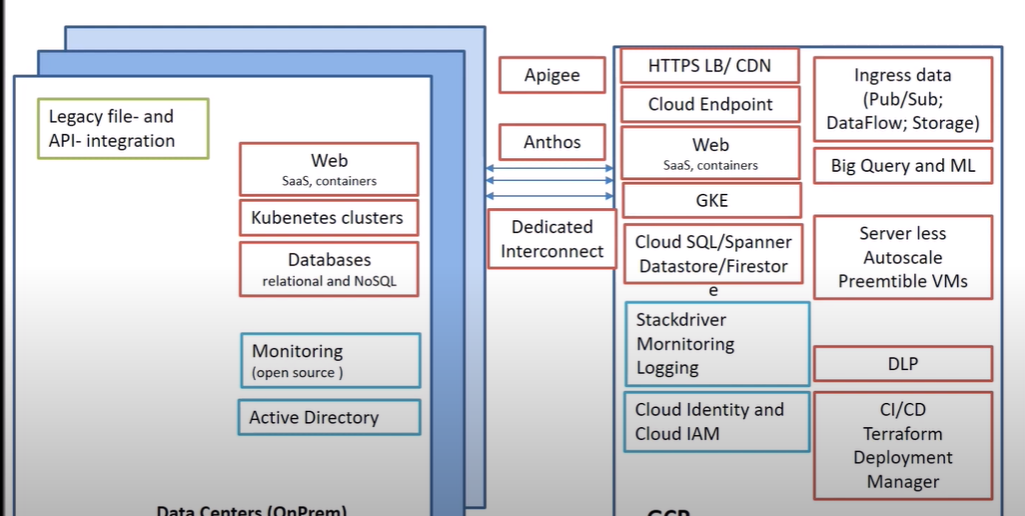 Legacy file- and
API- integration
Web
SaaS, containers
Kubenetes clusters
Databases
relational and NoSQL
Monitoring
(open source )
Active Directory
Data Centers (OnPrem)
Apigee
Anthos
Dedicated
Interconnect
HTTPS LB/ CDN
Cloud Endpoint
Web
SaaS, containers
GKE
Cloud SQL/Spanner
Datastore/Firestor
e
Stackdriver
Mornitoring
Logging
Cloud Identity and
Cloud IAM
Ingress data
(Pub/Sub;
DataFlow; Storage)
Big Query and ML
Server less
Autoscale
Preemtible VMs
DLP
CI/CD
Terraform
Deployment
Manager
GCP